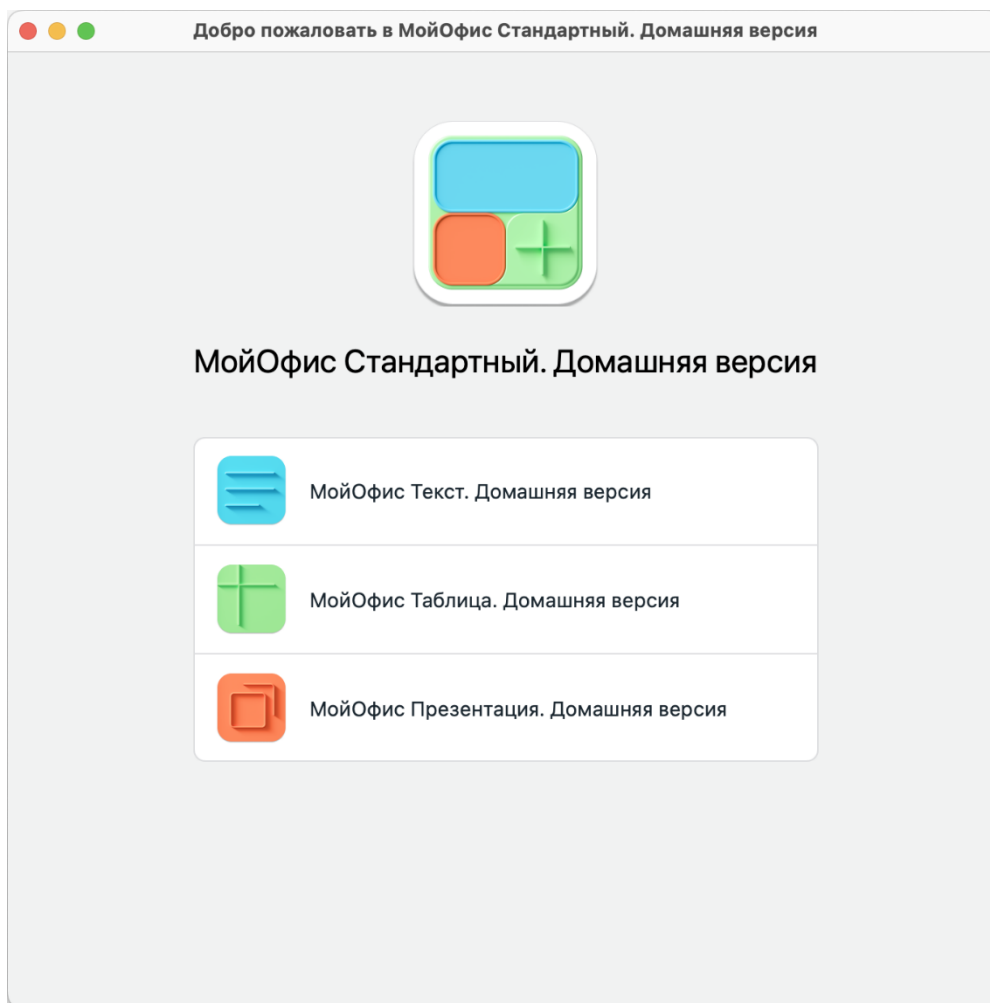 Добро пожаловать в МойОфис Стандартный. Домашняя версия
МойОфис Стандартный. Домашняя версия
МойОфис Текст. Домашняя версия
МойОфис Таблица. Домашняя версия
МойОфис Презентация. Домашняя версия